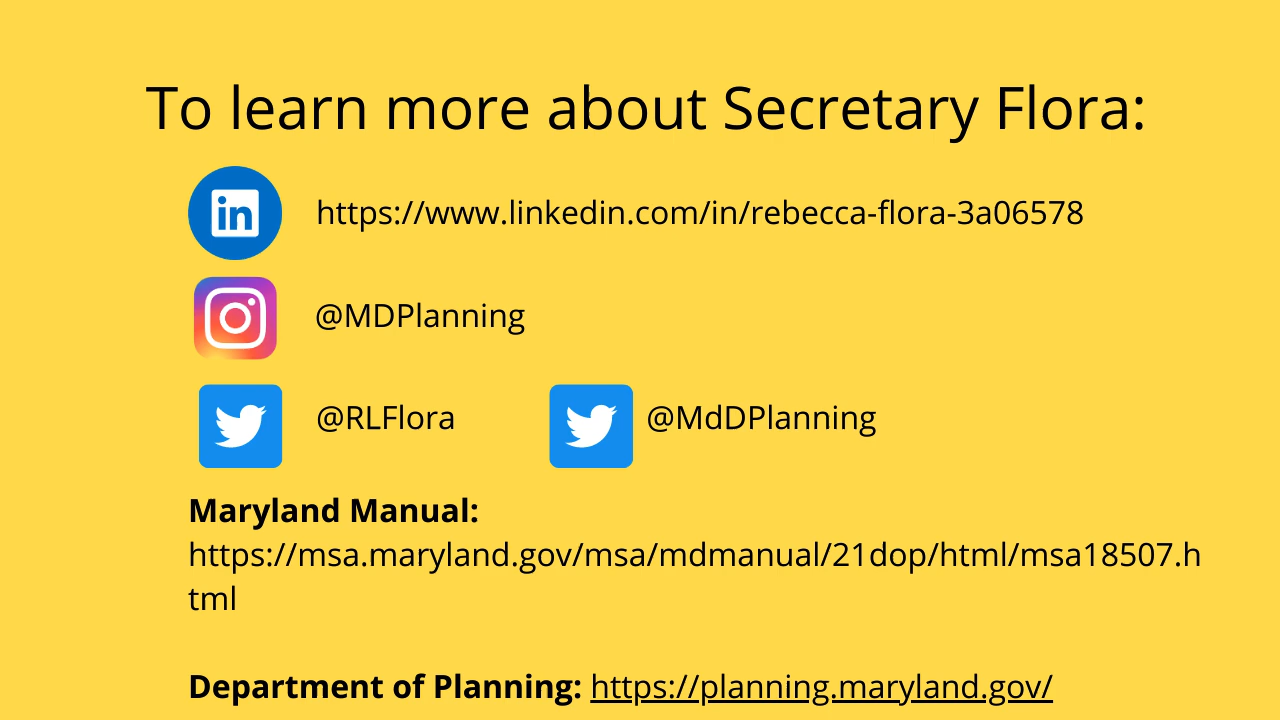 To learn more about Secretary Flora:
in
https://www.linkedin.com/in/rebecca-flora-3a06578
@MDPlanning
@RLFlora @MdDPlanning
Maryland Manual:
https://msa.maryland.gov/msa/mdmanual/21dop/html/msa18507.h
tml
Department of Planning: https://planning.maryland.gov/